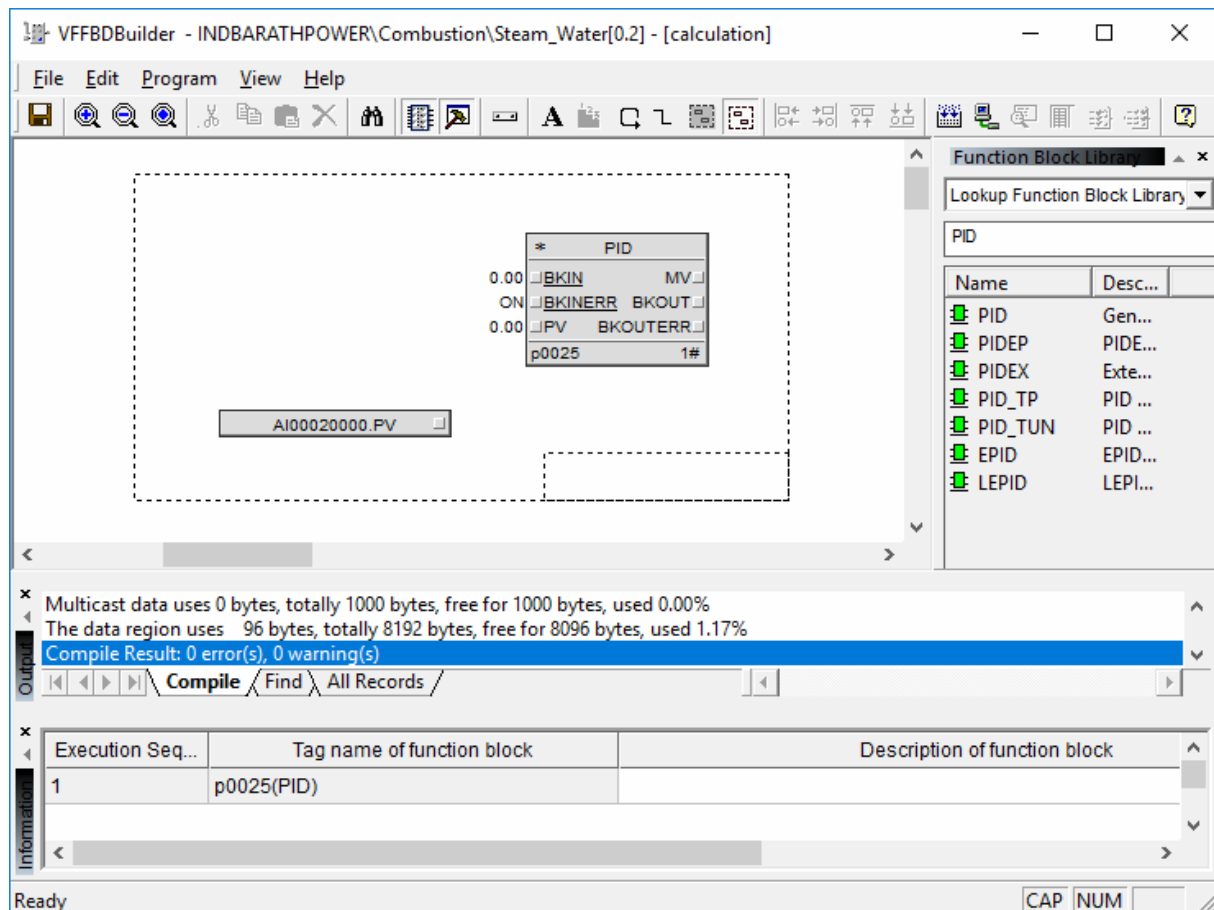 VFFBDBuilder - INDBARATHPOWER\Combustion\Steam_Water[0.2] - [calculation]
File Edit Program View Help
A
Function Block Library
Lookup Function Block Library
PID
Name Desc...
PID Gen...
PIDEP PIDE...
PIDEX Exte...
PID_TP PID ...
PID_TUN PID ...
EPID EPID...
LEPID LEPI...
* PID
0.00 BKIN MV
ON BKINERR BKOUT
0.00 PV BKOUTERR
p0025 1#
AI00020000.PV
Output
Multicast data uses 0 bytes, totally 1000 bytes, free for 1000 bytes, used 0.00%
The data region uses 96 bytes, totally 8192 bytes, free for 8096 bytes, used 1.17%
Compile Result: 0 error(s), 0 warning(s)
Compile Find All Records
Information
Execution Seq... Tag name of function block Description of function block
1 p0025(PID)
Ready CAP NUM